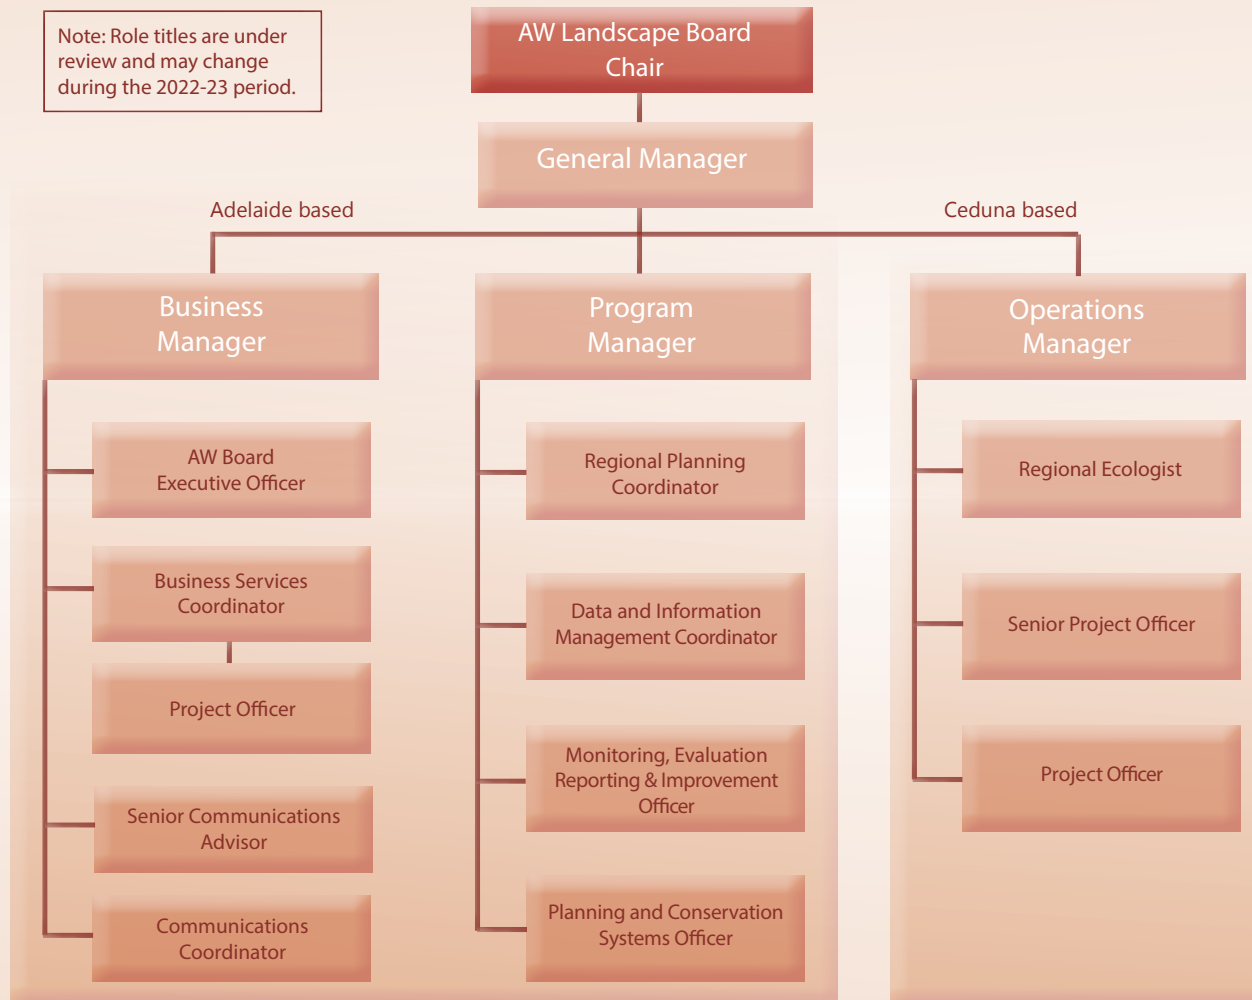 Note: Role titles are under
review and may change
during the 2022-23 period.
AW Landscape Board
Chair
General Manager
Adelaide based
Ceduna based
Business
Manager
AW Board
Executive Officer
Business Services
Coordinator
Project Officer
Senior Communications
Advisor
Communications
Coordinator
Program
Manager
Regional Planning
Coordinator
Data and Information
Management Coordinator
Monitoring, Evaluation
Reporting & Improvement
Officer
Planning and Conservation
Systems Officer
Operations
Manager
Regional Ecologist
Senior Project Officer
Project Officer